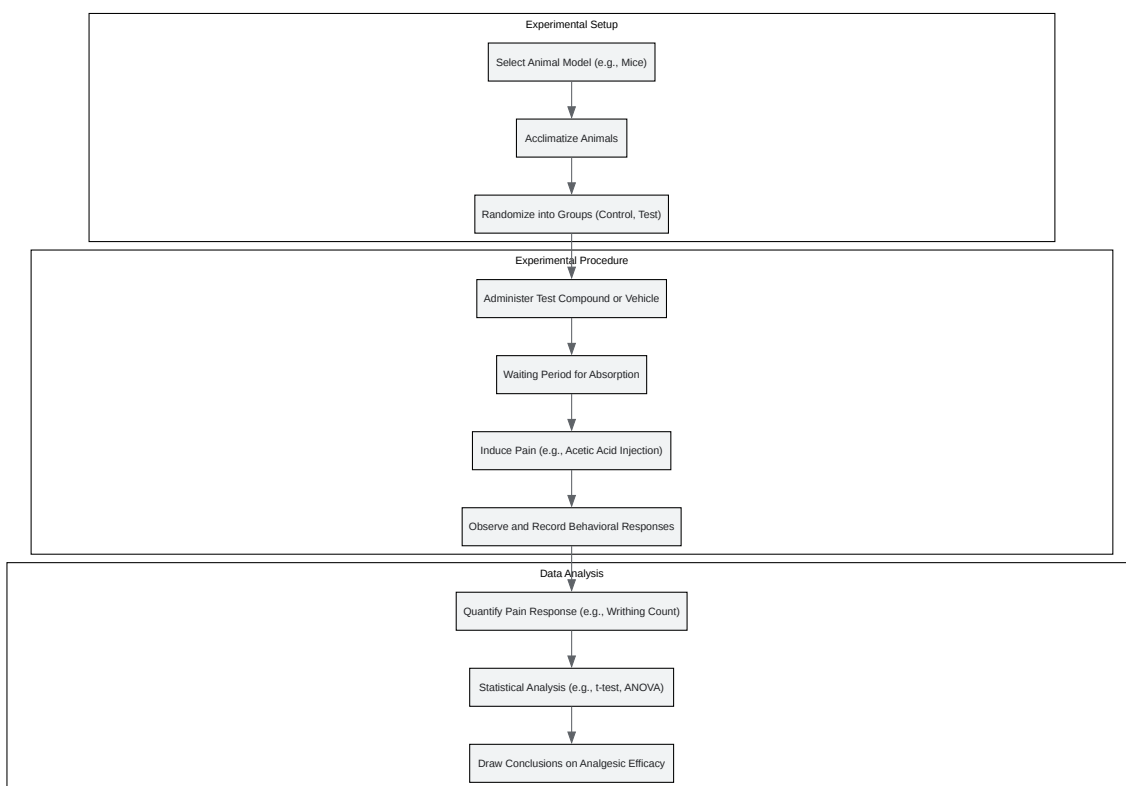 Experimental Setup
Select Animal Model (e.g., Mice)
Acclimatize Animals
Randomize into Groups (Control, Test)
Experimental Procedure
Administer Test Compound or Vehicle
Waiting Period for Absorption
Induce Pain (e.g., Acetic Acid Injection)
Observe and Record Behavioral Responses
Data Analysis
Quantify Pain Response (e.g., Writhing Count)
Statistical Analysis (e.g., t-test, ANOVA)
Draw Conclusions on Analgesic Efficacy